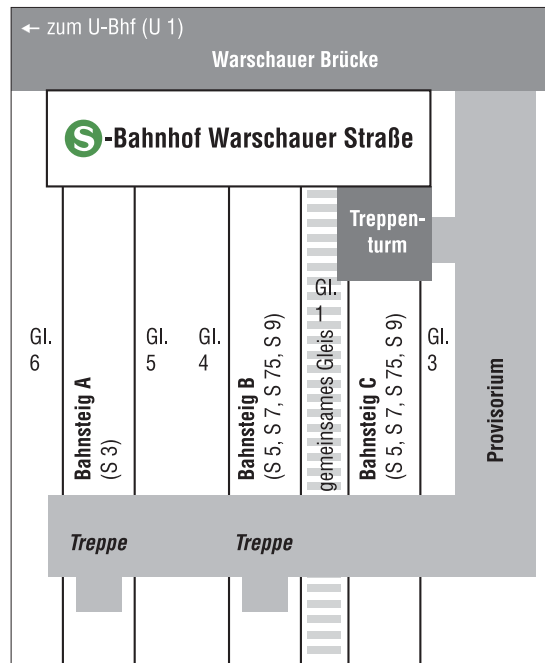 ← zum U-Bhf (U 1)
Warschauer Brücke
S-Bahnhof Warschauer Straße
Treppen-
turm
Gl.
6
Bahnsteig A
(S 3)
Gl.
5
Gl.
4
Bahnsteig B
(S 5, S 7, S 75, S 9)
Gl.
1
gemeinsames Gleis
Bahnsteig C
(S 5, S 7, S 75, S 9)
Gl.
3
Provisorium
Treppe
Treppe